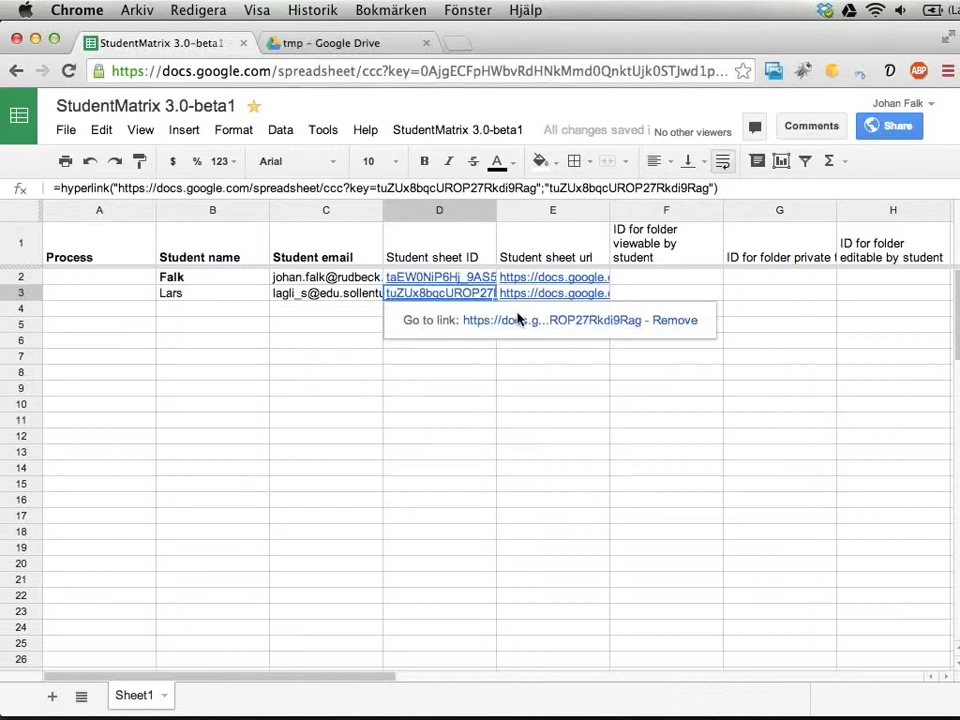 Chrome Arkiv Redigera Visa Historik Bokmärken Fönster Hjälp
StudentMatrix 3.0-beta1 tmp - Google Drive
https://docs.google.com/spreadsheet/ccc?key=0AjgECFpHWbvRdHNkMmd0QnktUjk0STJwd1p...
StudentMatrix 3.0-beta1 Johan Falk
File Edit View Insert Format Data Tools Help StudentMatrix 3.0-beta1 All changes saved i No other viewers Comments Share
$ % 123 Arial 10 B I S A Σ
fx =hyperlink("https://docs.google.com/spreadsheet/ccc?key=tuZUx8bqcUROP27Rkdi9Rag";"tuZUx8bqcUROP27Rkdi9Rag")
A B C D E F G H
1 Process Student name Student email Student sheet ID Student sheet url ID for folder viewable by student ID for folder private t ID for folder editable by student
2 Falk johan.falk@rudbeck. taEW0NiP6Hj_9AS5 https://docs.google.
3 Lars lagli_s@edu.sollentu tuZUx8bqcUROP27 https://docs.google.
4 Go to link: https://docs.g...ROP27Rkdi9Rag - Remove
5
6
7
8
9
10
11
12
13
14
15
16
17
18
19
20
21
22
23
24
25
26
Sheet1